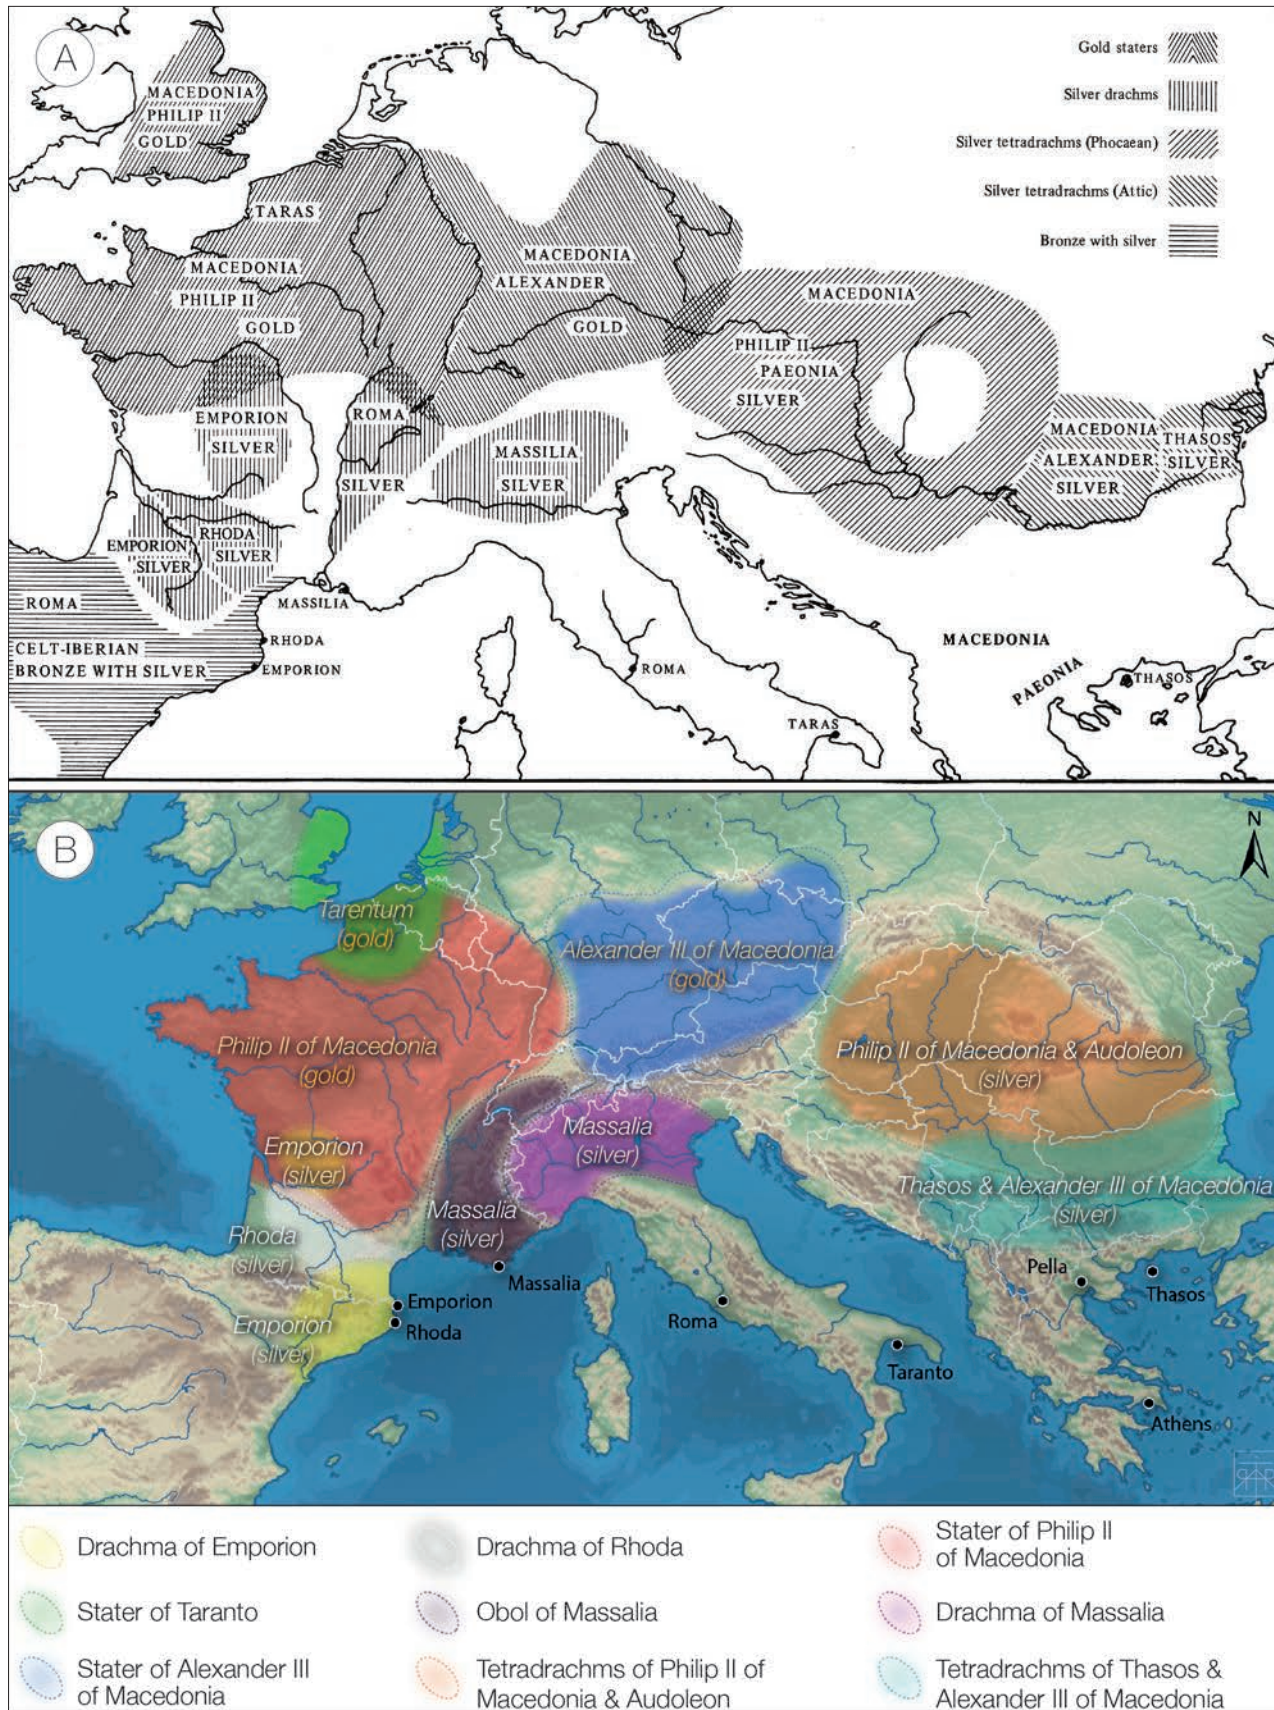 A
Gold staters
Silver drachms
Silver tetradrachms (Phocaean)
Silver tetradrachms (Attic)
Bronze with silver
MACEDONIA
PHILIP II
GOLD
TARAS
MACEDONIA
PHILIP II
GOLD
MACEDONIA
ALEXANDER
GOLD
MACEDONIA
PHILIP II
PAEONIA
SILVER
EMPORION
SILVER
ROMA
SILVER
MASSILIA
SILVER
MACEDONIA
ALEXANDER
SILVER
THASOS
SILVER
RHODA
SILVER
EMPORION
SILVER
ROMA
CELT-IBERIAN
BRONZE WITH SILVER
MASSILIA
RHODA
EMPORION
ROMA
TARAS
MACEDONIA
PAEONIA
THASOS
B
N
Tarentum
(gold)
Alexander III of Macedonia
(gold)
Philip II of Macedonia
(gold)
Philip II of Macedonia & Audoleon
(silver)
Emporion
(silver)
Massalia
(silver)
Massalia
(silver)
Thasos & Alexander III of Macedonia
(silver)
Rhoda
(silver)
Emporion
(silver)
Massalia
Emporion
Rhoda
Roma
Taranto
Pella
Thasos
Athens
Drachma of Emporion
Drachma of Rhoda
Stater of Philip II
of Macedonia
Stater of Taranto
Obol of Massalia
Drachma of Massalia
Stater of Alexander III
of Macedonia
Tetradrachms of Philip II of
Macedonia & Audoleon
Tetradrachms of Thasos &
Alexander III of Macedonia